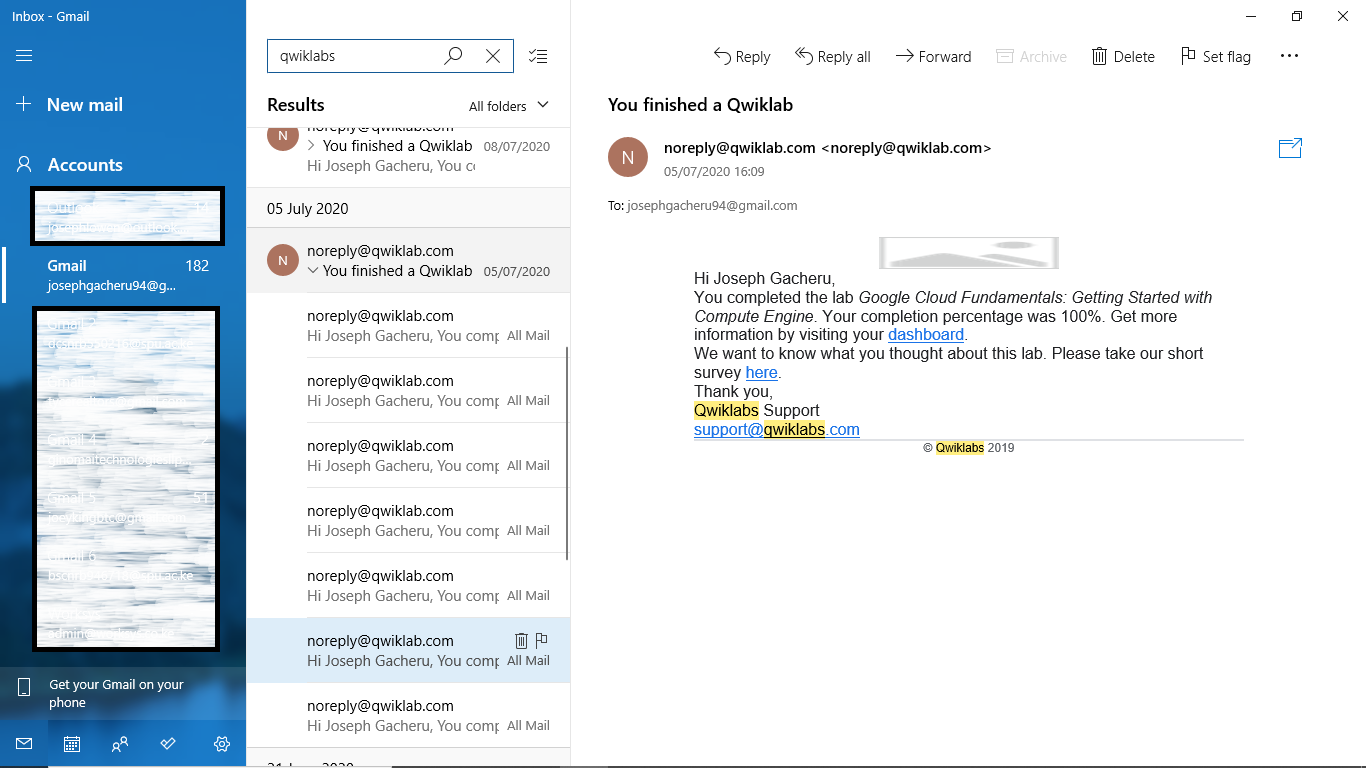 Inbox - Gmail
New mail
Accounts
Gmail 182
josephgacheru94@g...
Get your Gmail on your
phone
qwiklabs
Results All folders
noreply@qwiklab.com
N
You finished a Qwiklab 08/07/2020
Hi Joseph Gacheru, You cc
05 July 2020
noreply@qwiklab.com
N
You finished a Qwiklab 05/07/2020
noreply@qwiklab.com
Hi Joseph Gacheru, You comp All Mail
noreply@qwiklab.com
Hi Joseph Gacheru, You comp All Mail
noreply@qwiklab.com
Hi Joseph Gacheru, You comp All Mail
noreply@qwiklab.com
Hi Joseph Gacheru, You comp All Mail
noreply@qwiklab.com
Hi Joseph Gacheru, You comp All Mail
noreply@qwiklab.com
Hi Joseph Gacheru, You comp All Mail
noreply@qwiklab.com
Hi Joseph Gacheru, You comp All Mail
Reply Reply all Forward Archive Delete Set flag
You finished a Qwiklab
N
noreply@qwiklab.com <noreply@qwiklab.com>
05/07/2020 16:09
To: josephgacheru94@gmail.com
Hi Joseph Gacheru,
You completed the lab Google Cloud Fundamentals: Getting Started with
Compute Engine. Your completion percentage was 100%. Get more
information by visiting your dashboard.
We want to know what you thought about this lab. Please take our short
survey here.
Thank you,
Qwiklabs Support
support@qwiklabs.com
© Qwiklabs 2019